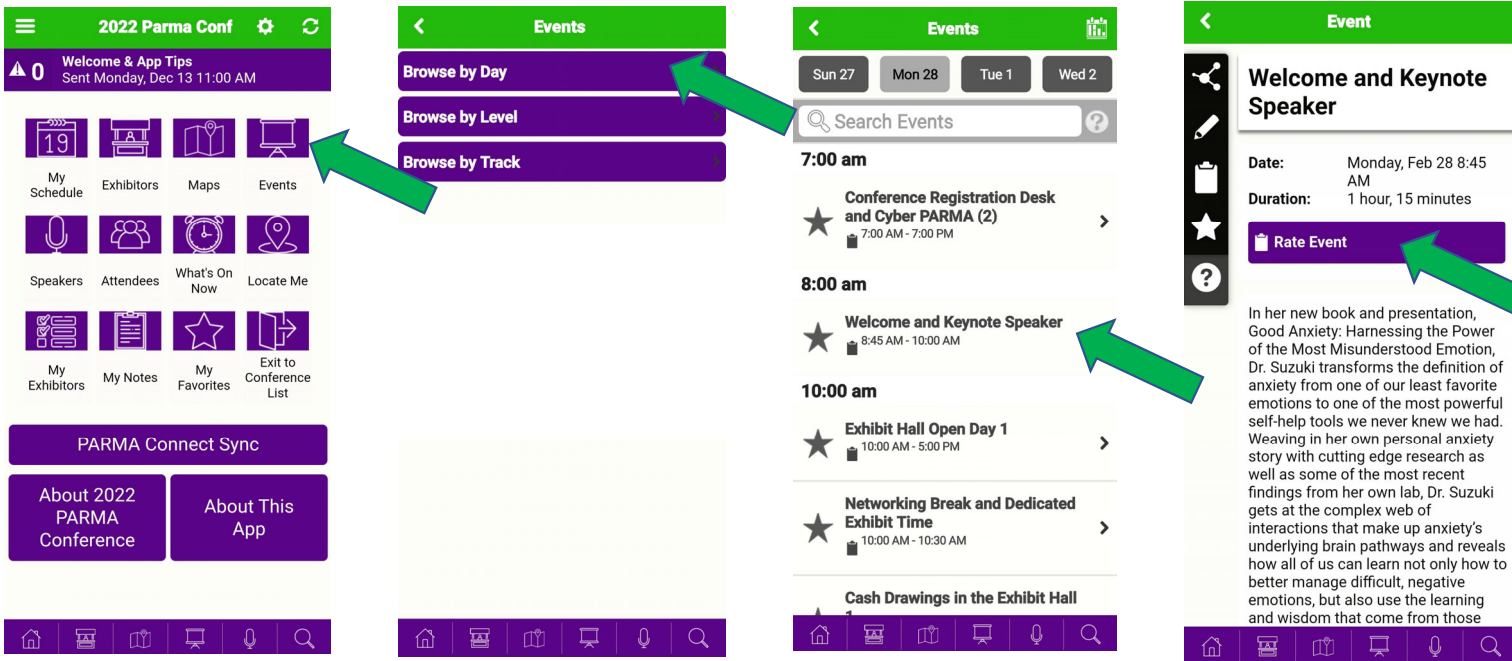 2022 Parma Conf
0
Welcome & App Tips
Sent Monday, Dec 13 11:00 AM
19
My
Schedule
Exhibitors
Maps
Events
Speakers
Attendees
What's On
Now
Locate Me
My
Exhibitors
My Notes
My
Favorites
Exit to
Conference
List
PARMA Connect Sync
About 2022
PARMA
Conference
About This
App
Events
Browse by Day
Browse by Level
Browse by Track
Events
Sun 27
Mon 28
Tue 1
Wed 2
Search Events
?
7:00 am
Conference Registration Desk
and Cyber PARMA (2)
7:00 AM - 7:00 PM
8:00 am
Welcome and Keynote Speaker
8:45 AM - 10:00 AM
10:00 am
Exhibit Hall Open Day 1
10:00 AM - 5:00 PM
Networking Break and Dedicated
Exhibit Time
10:00 AM - 10:30 AM
Cash Drawings in the Exhibit Hall
Event
?
Welcome and Keynote
Speaker
Date: Monday, Feb 28 8:45
AM
Duration: 1 hour, 15 minutes
Rate Event
In her new book and presentation,
Good Anxiety: Harnessing the Power
of the Most Misunderstood Emotion,
Dr. Suzuki transforms the definition of
anxiety from one of our least favorite
emotions to one of the most powerful
self-help tools we never knew we had.
Weaving in her own personal anxiety
story with cutting edge research as
well as some of the most recent
findings from her own lab, Dr. Suzuki
gets at the complex web of
interactions that make up anxiety's
underlying brain pathways and reveals
how all of us can learn not only how to
better manage difficult, negative
emotions, but also use the learning
and wisdom that come from those